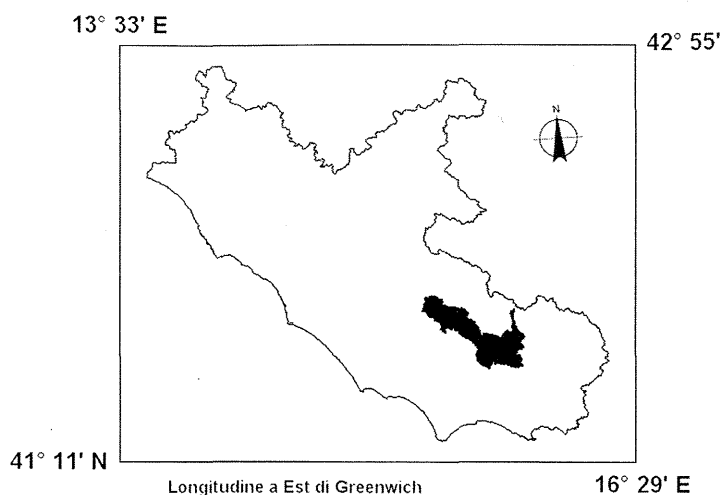 13° 33' E
42° 55'
N
41° 11' N
16° 29' E
Longitudine a Est di Greenwich